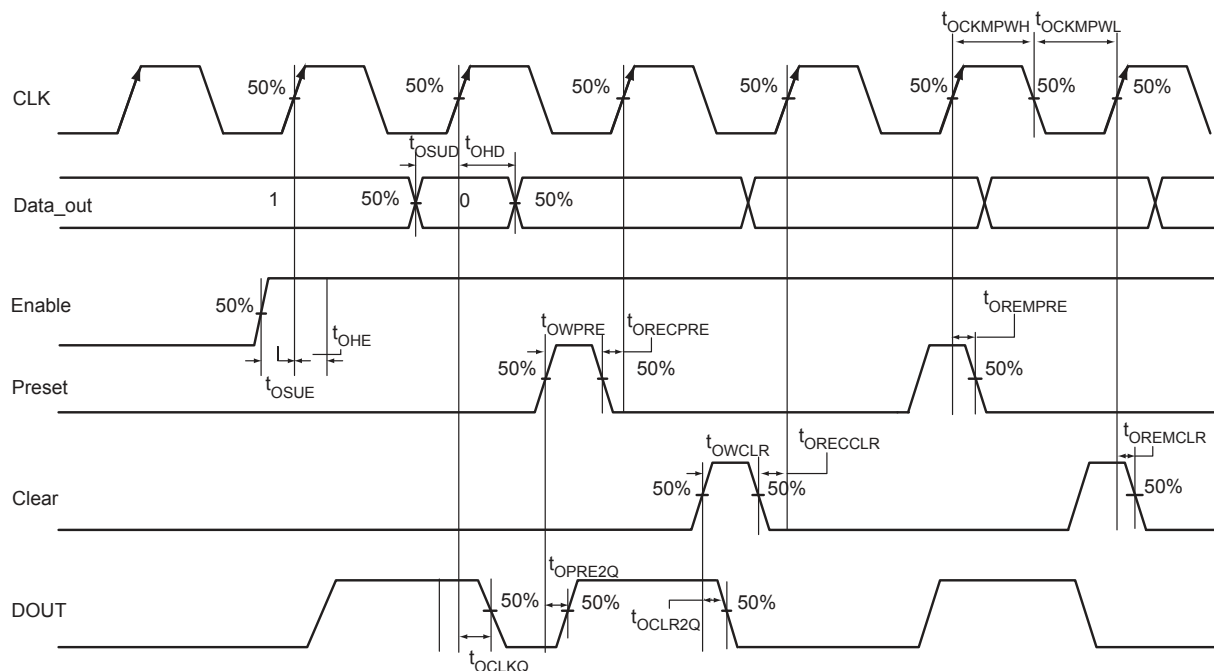 tOCKMPWH tOCKMPWL
CLK 50% 50% 50% 50% 50% 50% 50% 50%
tOSUD tOHD
Data_out 1 50% 0 50%
Enable 50%
tOHE
tOSUE
tOWPRE tORECPRE tOREMPRE
Preset 50% 50% 50%
tOWCLR tORECCLR tOREMCLR
Clear 50% 50% 50%
tOPRE2Q
DOUT 50% 50% 50%
tOCLR2Q
tOCLKQ